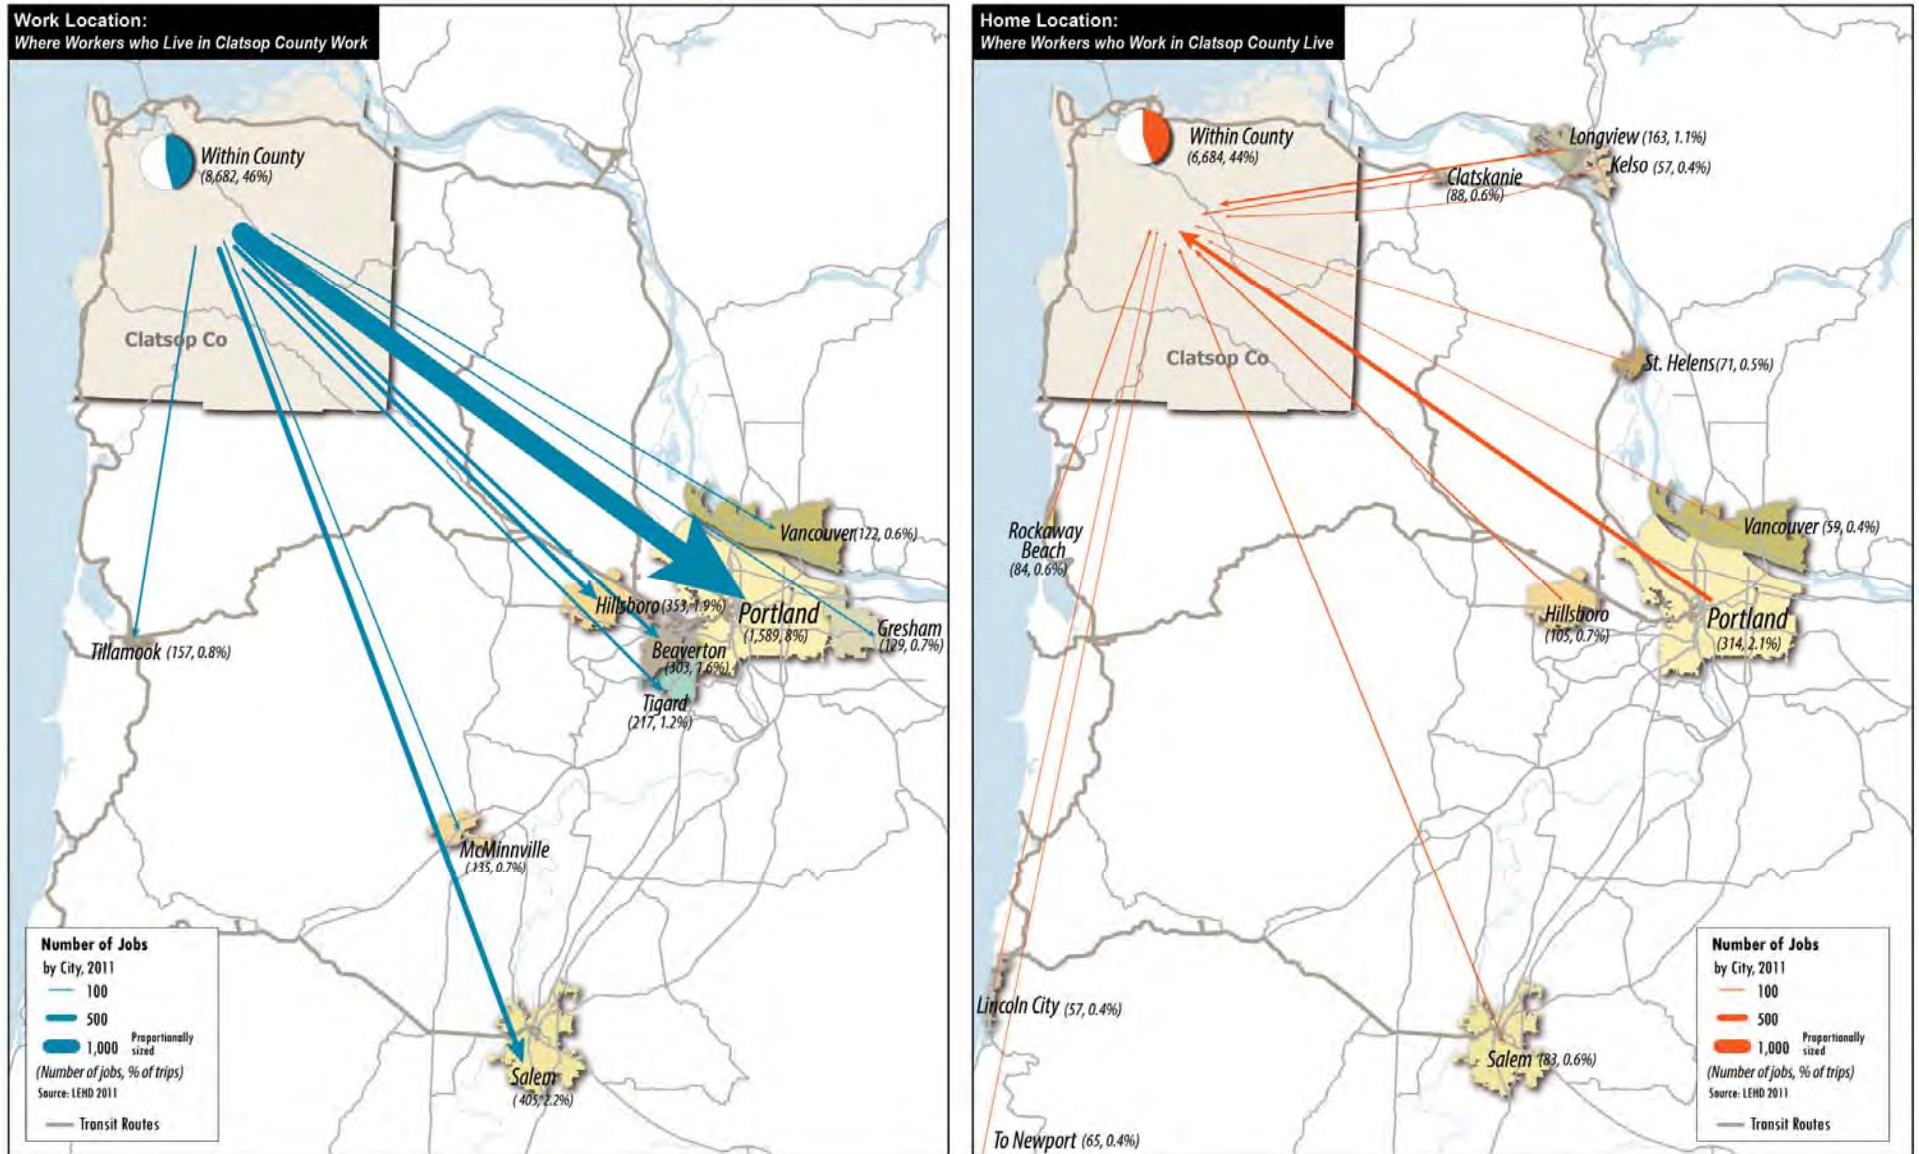 Work Location:
Where Workers who Live in Clatsop County Work
Within County
(8,682, 46%)
Clatsop Co
Vancouver (122, 0.6%)
Hillsboro (353, 1.9%)
Portland
(1,589, 8%)
Gresham
(129, 0.7%)
Beaverton
(303, 1.6%)
Tillamook (157, 0.8%)
Tigard
(217, 1.2%)
McMinnville
(135, 0.7%)
Salem
(405, 2.2%)
Number of Jobs
by City, 2011
100
500
1,000 Proportionally
sized
(Number of jobs, % of trips)
Source: LEHD 2011
Transit Routes
Home Location:
Where Workers who Work in Clatsop County Live
Within County
(6,684, 44%)
Longview (163, 1.1%)
Kelso (57, 0.4%)
Clatskanie
(88, 0.6%)
Clatsop Co
St. Helens (71, 0.5%)
Rockaway
Beach
(84, 0.6%)
Vancouver (59, 0.4%)
Hillsboro
(105, 0.7%)
Portland
(314, 2.1%)
Lincoln City (57, 0.4%)
Salem (83, 0.6%)
To Newport (65, 0.4%)
Number of Jobs
by City, 2011
100
500
1,000 Proportionally
sized
(Number of jobs, % of trips)
Source: LEHD 2011
Transit Routes